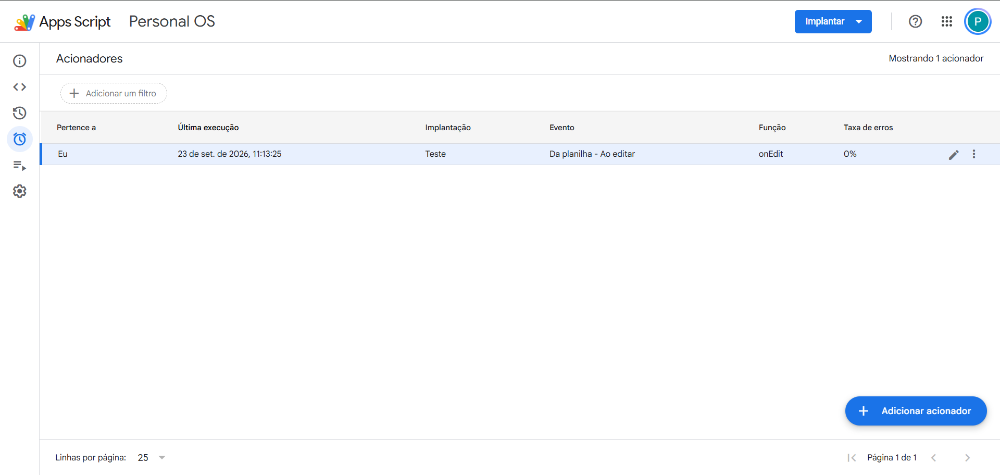 Apps Script Personal OS
Implantar
P
Acionadores
Mostrando 1 acionador
Adicionar um filtro
Pertence a Última execução Implantação Evento Função Taxa de erros
Eu 23 de set. de 2026, 11:13:25 Teste Da planilha - Ao editar onEdit 0%
Adicionar acionador
Linhas por página: 25
Página 1 de 1